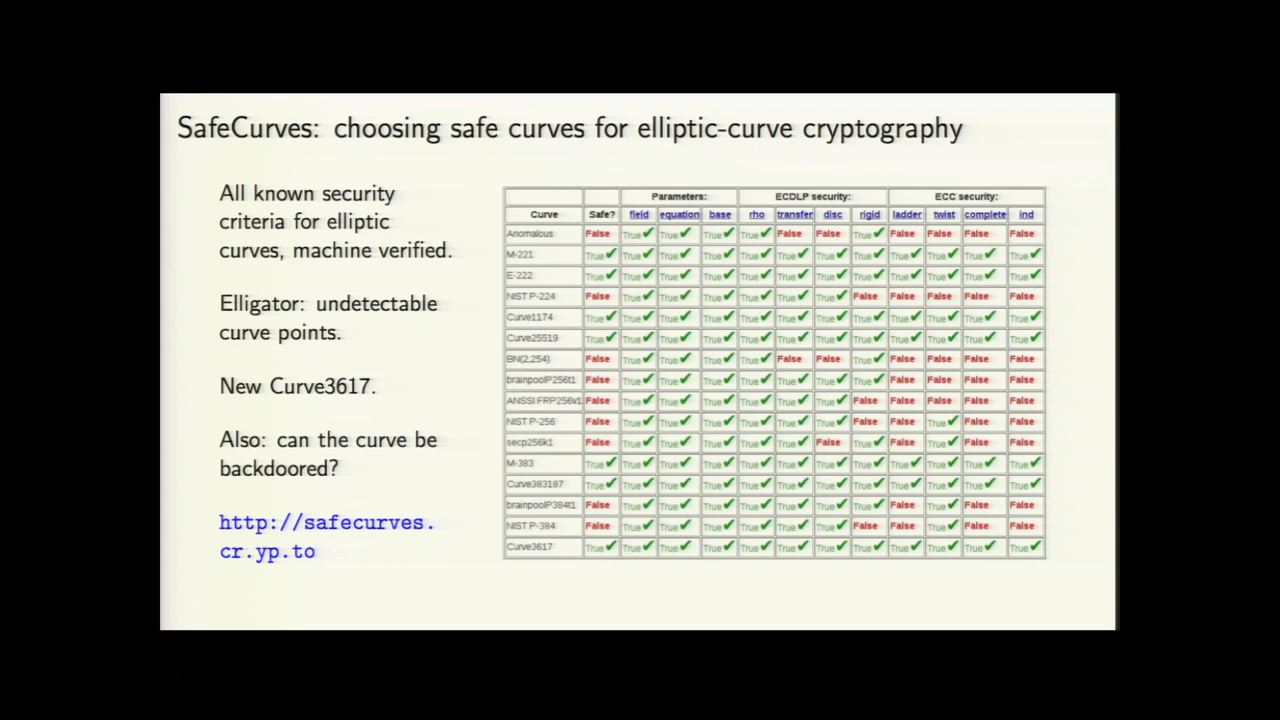 SafeCurves: choosing safe curves for elliptic-curve cryptography
All known security
criteria for elliptic
curves, machine verified.
Elligator: undetectable
curve points.
New Curve3617.
Also: can the curve be
backdoored?
http://safecurves.
cr.yp.to
Parameters: ECDLP security: ECC security:
Curve Safe? field equation base rho transfer disc rigid ladder twist complete ind
Anomalous False True✔ True✔ True✔ True✔ False False True✔ False False False False
M-221 True✔ True✔ True✔ True✔ True✔ True✔ True✔ True✔ True✔ True✔ True✔ True✔
E-222 True✔ True✔ True✔ True✔ True✔ True✔ True✔ True✔ True✔ True✔ True✔ True✔
NIST P-224 False True✔ True✔ True✔ True✔ True✔ True✔ False False False False False
Curve1174 True✔ True✔ True✔ True✔ True✔ True✔ True✔ True✔ True✔ True✔ True✔ True✔
Curve25519 True✔ True✔ True✔ True✔ True✔ True✔ True✔ True✔ True✔ True✔ True✔ True✔
BN(2,254) False True✔ True✔ True✔ True✔ False False True✔ False False False False
brainpoolP256t1 False True✔ True✔ True✔ True✔ True✔ True✔ True✔ False False False False
ANSSI FRP256v1 False True✔ True✔ True✔ True✔ True✔ True✔ False False False False False
NIST P-256 False True✔ True✔ True✔ True✔ True✔ True✔ False False True✔ False False
secp256k1 False True✔ True✔ True✔ True✔ True✔ False True✔ False True✔ False False
M-383 True✔ True✔ True✔ True✔ True✔ True✔ True✔ True✔ True✔ True✔ True✔ True✔
Curve383187 True✔ True✔ True✔ True✔ True✔ True✔ True✔ True✔ True✔ True✔ True✔ True✔
brainpoolP384t1 False True✔ True✔ True✔ True✔ True✔ True✔ True✔ False True✔ False False
NIST P-384 False True✔ True✔ True✔ True✔ True✔ True✔ False False True✔ False False
Curve3617 True✔ True✔ True✔ True✔ True✔ True✔ True✔ True✔ True✔ True✔ True✔ True✔